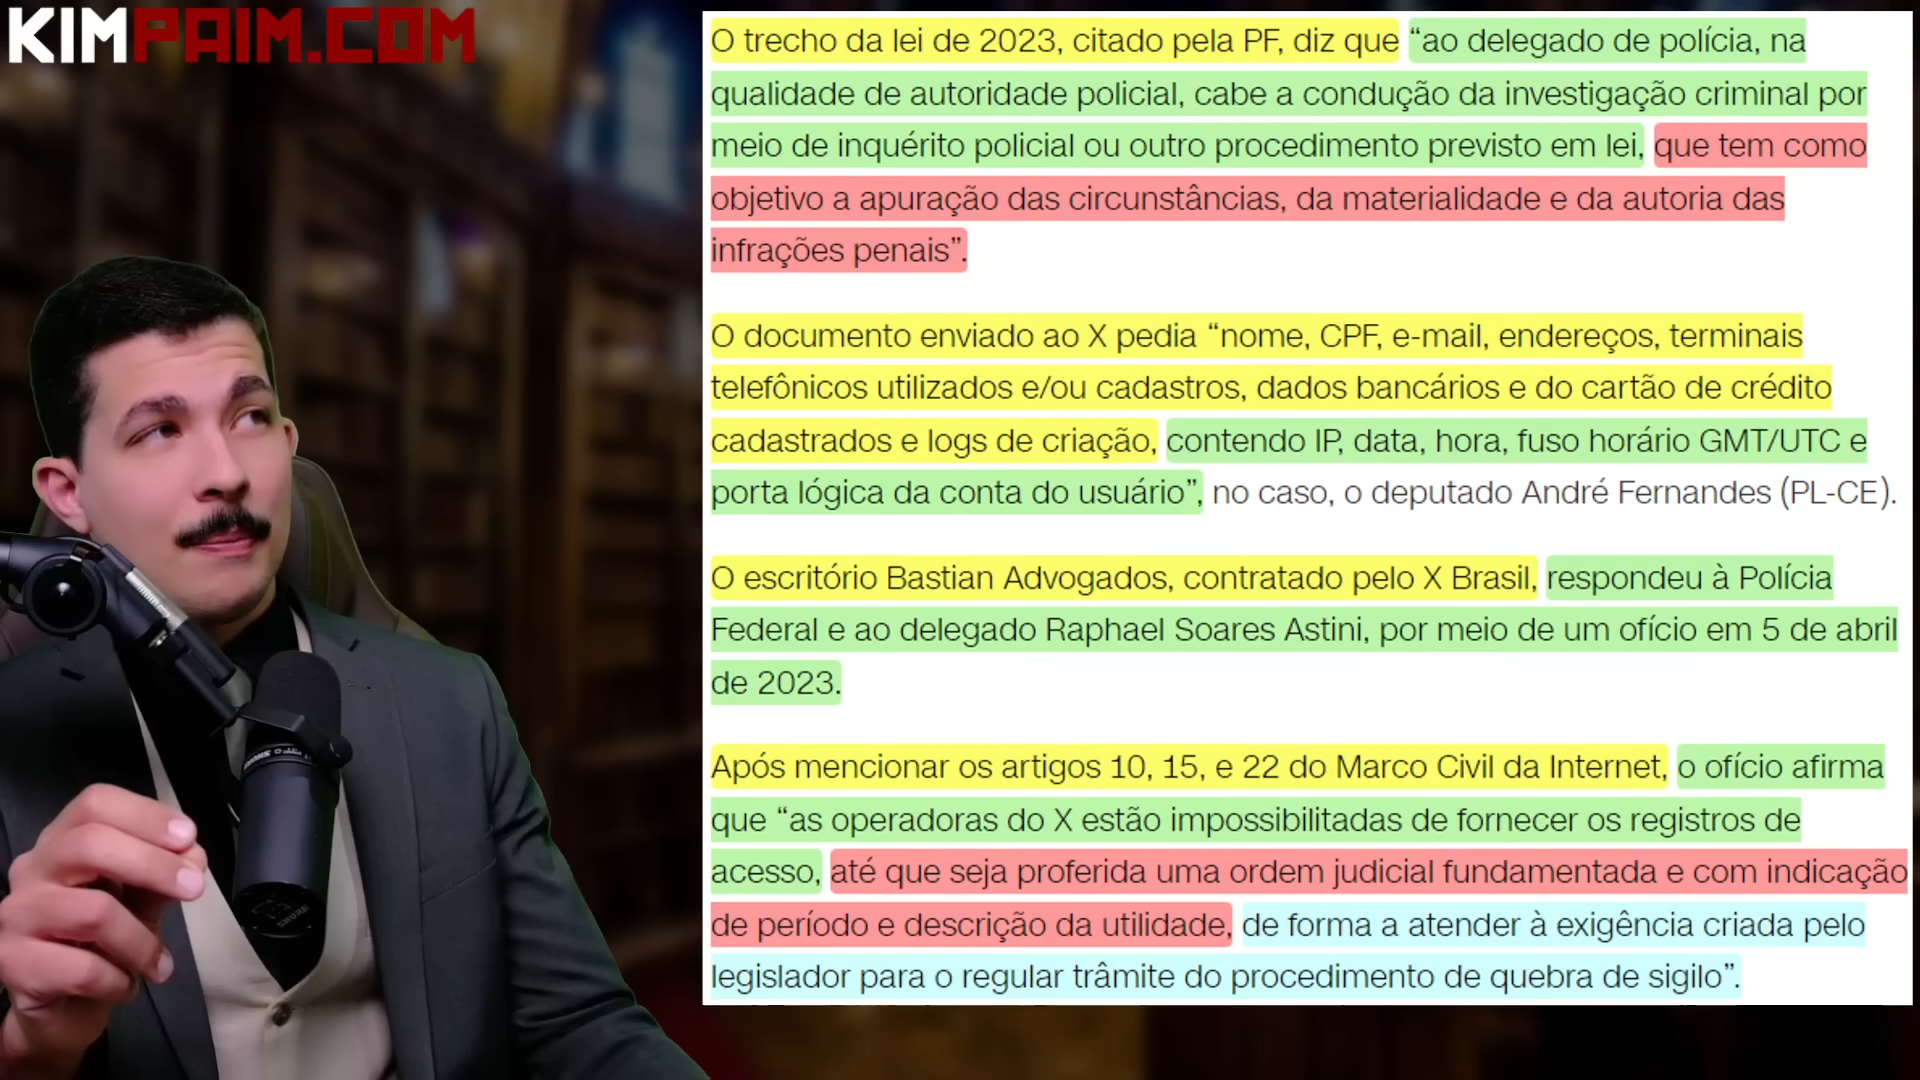 KIMPAIM.COM
O trecho da lei de 2023, citado pela PF, diz que “ao delegado de polícia, na
qualidade de autoridade policial, cabe a condução da investigação criminal por
meio de inquérito policial ou outro procedimento previsto em lei, que tem como
objetivo a apuração das circunstâncias, da materialidade e da autoria das
infrações penais”.
O documento enviado ao X pedia “nome, CPF, e-mail, endereços, terminais
telefônicos utilizados e/ou cadastros, dados bancários e do cartão de crédito
cadastrados e logs de criação, contendo IP, data, hora, fuso horário GMT/UTC e
porta lógica da conta do usuário”, no caso, o deputado André Fernandes (PL-CE).
O escritório Bastian Advogados, contratado pelo X Brasil, respondeu à Polícia
Federal e ao delegado Raphael Soares Astini, por meio de um ofício em 5 de abril
de 2023.
Após mencionar os artigos 10, 15, e 22 do Marco Civil da Internet, o ofício afirma
que “as operadoras do X estão impossibilitadas de fornecer os registros de
acesso, até que seja proferida uma ordem judicial fundamentada e com indicação
de período e descrição da utilidade, de forma a atender à exigência criada pelo
legislador para o regular trâmite do procedimento de quebra de sigilo”.